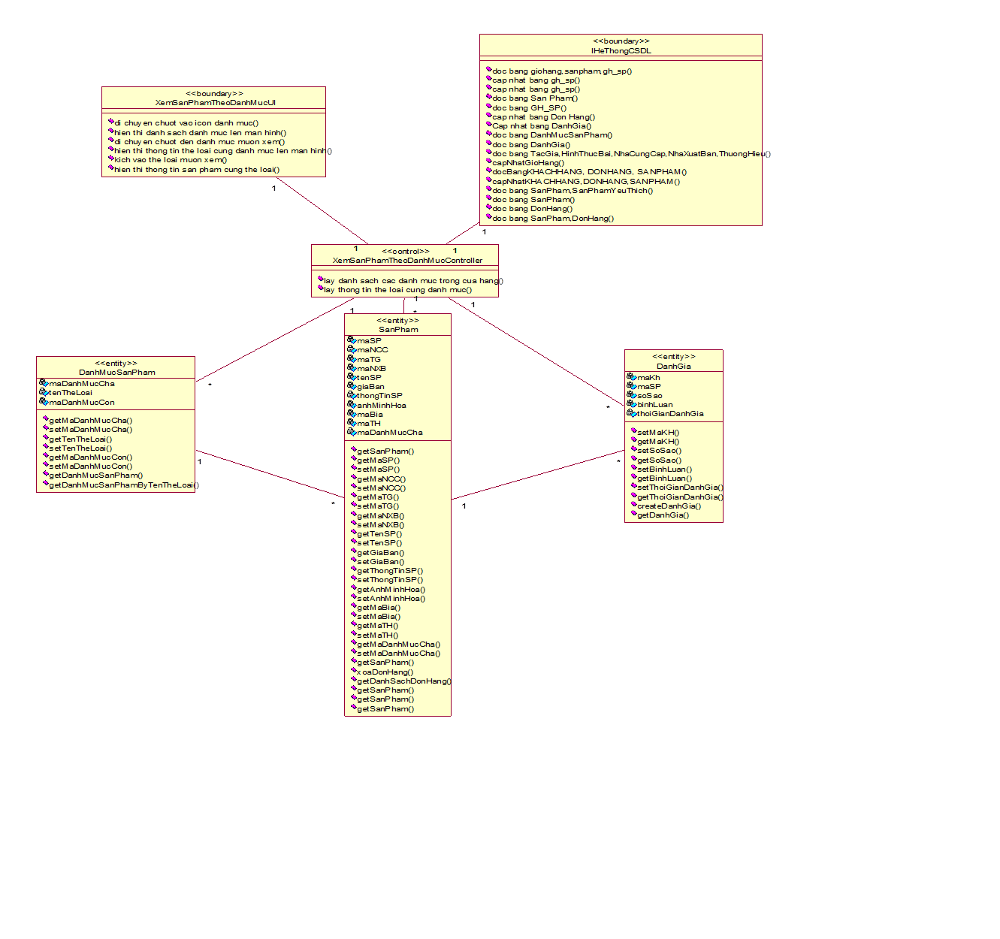 <<boundary>>
IHeThongCSDL
doc bang giohang,sanpham,gh_sp()
cap nhat bang gh_sp()
cap nhat bang gh_sp()
doc bang San Pham()
doc bang GH_SP()
cap nhat bang Don Hang()
Cap nhat bang DanhGia()
doc bang DanhMucSanPham()
doc bang DanhGia()
doc bang TacGia,HinhThucBai,NhaCungCap,NhaXuatBan,ThuongHieu()
capNhatGioHang()
docBangKHACHHANG, DONHANG, SANPHAM()
capNhatKHACHHANG,DONHANG,SANPHAM()
doc bang SanPham,SanPhamYeuThich()
doc bang SanPham()
doc bang DonHang()
doc bang SanPham,DonHang()
<<boundary>>
XemSanPhamTheoDanhMucUI
di chuyen chuot vao icon danh muc()
hien thi danh sach danh muc len man hinh()
di chuyen chuot den danh muc muon xem()
hien thi thong tin the loai cung danh muc len man hinh()
kich vao the loai muon xem()
hien thi thong tin san pham cung the loai()
1
1
1
1
<<control>>
XemSanPhamTheoDanhMucController
lay danh sach cac danh muc trong cua hang()
lay thong tin the loai cung danh muc()
1
1
1
*
*
*
<<entity>>
SanPham
maSP
maNCC
maTG
maNXB
tenSP
giaBan
thongTinSP
anhMinhHoa
maBia
maTH
maDanhMucCha
getSanPham()
getMaSP()
setMaSP()
getMaNCC()
setMaNCC()
getMaTG()
setMaTG()
getMaNXB()
setMaNXB()
getTenSP()
setTenSP()
getGiaBan()
setGiaBan()
getThongTinSP()
setThongTinSP()
getAnhMinhHoa()
setAnhMinhHoa()
getMaBia()
setMaBia()
getMaTH()
setMaTH()
getMaDanhMucCha()
setMaDanhMucCha()
getSanPham()
xoaDonHang()
getDanhSachDonHang()
getSanPham()
getSanPham()
getSanPham()
<<entity>>
DanhMucSanPham
maDanhMucCha
tenTheLoai
maDanhMucCon
getMaDanhMucCha()
setMaDanhMucCha()
getTenTheLoai()
setTenTheLoai()
getMaDanhMucCon()
setMaDanhMucCon()
getDanhMucSanPham()
getDanhMucSanPhamByTenTheLoai()
1
*
<<entity>>
DanhGia
maKh
maSP
soSao
binhLuan
thoiGianDanhGia
setMaKH()
getMaKH()
setSoSao()
getSoSao()
setBinhLuan()
getBinhLuan()
setThoiGianDanhGia()
getThoiGianDanhGia()
createDanhGia()
getDanhGia()
*
1